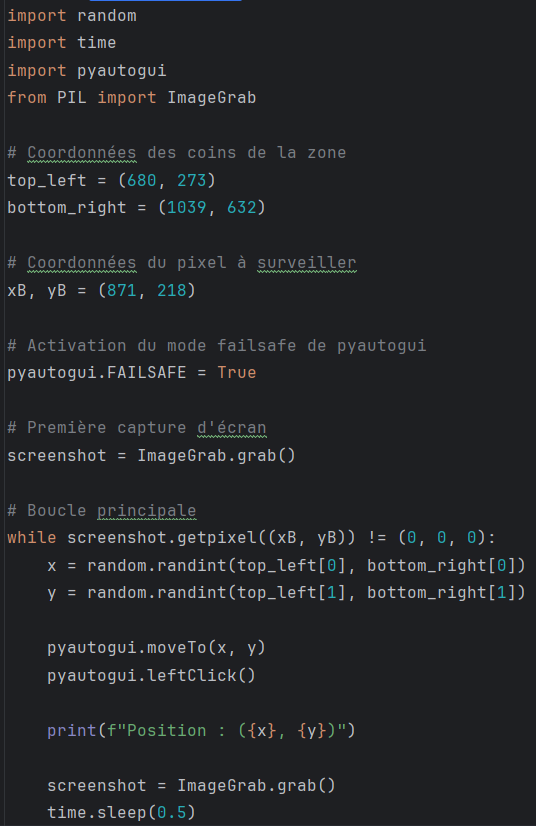 import random
import time
import pyautogui
from PIL import ImageGrab
# Coordonnées des coins de la zone
top_left = (680, 273)
bottom_right = (1039, 632)
# Coordonnées du pixel à surveiller
xB, yB = (871, 218)
# Activation du mode failsafe de pyautogui
pyautogui.FAILSAFE = True
# Première capture d'écran
screenshot = ImageGrab.grab()
# Boucle principale
while screenshot.getpixel((xB, yB)) != (0, 0, 0):
    x = random.randint(top_left[0], bottom_right[0])
    y = random.randint(top_left[1], bottom_right[1])
    pyautogui.moveTo(x, y)
    pyautogui.leftClick()
    print(f"Position : ({x}, {y})")
    screenshot = ImageGrab.grab()
    time.sleep(0.5)